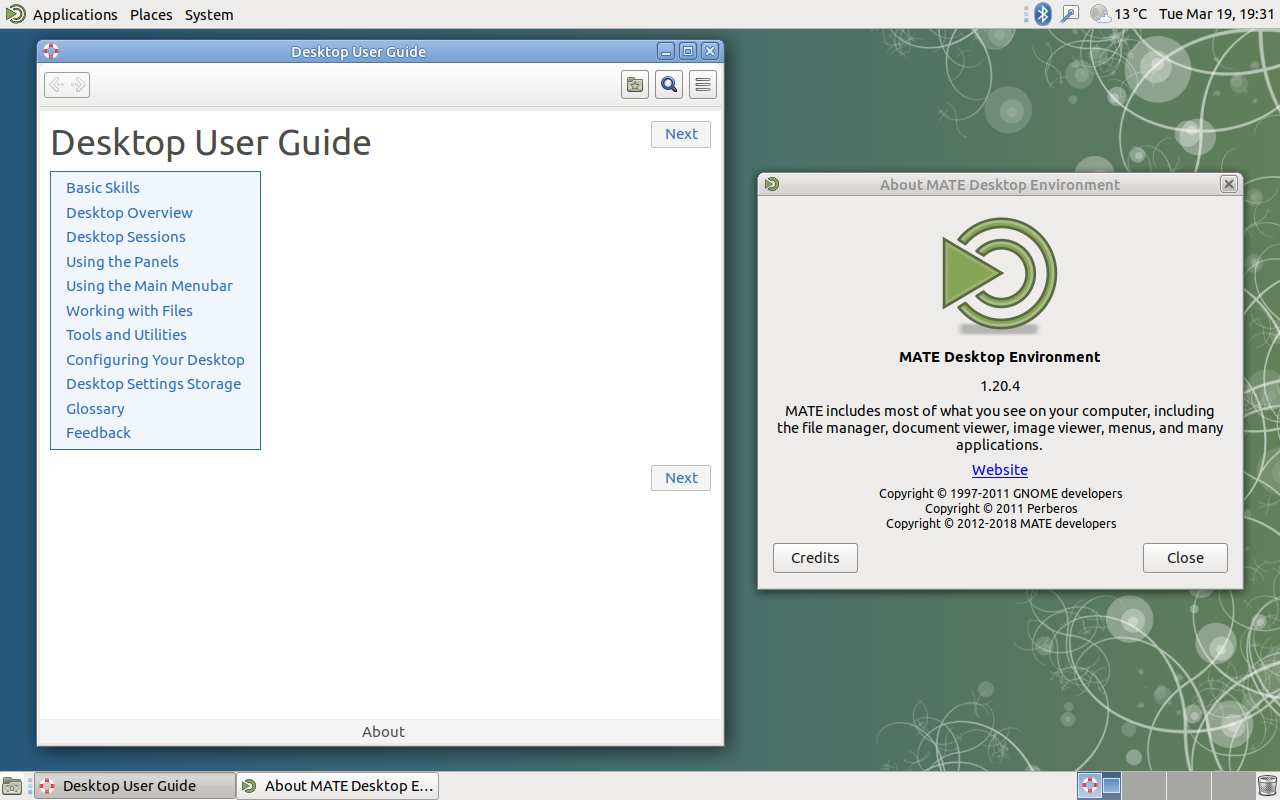 Applications Places System
13 °C Tue Mar 19, 19:31
Desktop User Guide
Desktop User Guide
Next
Basic Skills
Desktop Overview
Desktop Sessions
Using the Panels
Using the Main Menubar
Working with Files
Tools and Utilities
Configuring Your Desktop
Desktop Settings Storage
Glossary
Feedback
Next
About
About MATE Desktop Environment
MATE Desktop Environment
1.20.4
MATE includes most of what you see on your computer, including
the file manager, document viewer, image viewer, menus, and many
applications.
Website
Copyright © 1997-2011 GNOME developers
Copyright © 2011 Perberos
Copyright © 2012-2018 MATE developers
Credits
Close
Desktop User Guide
About MATE Desktop E...